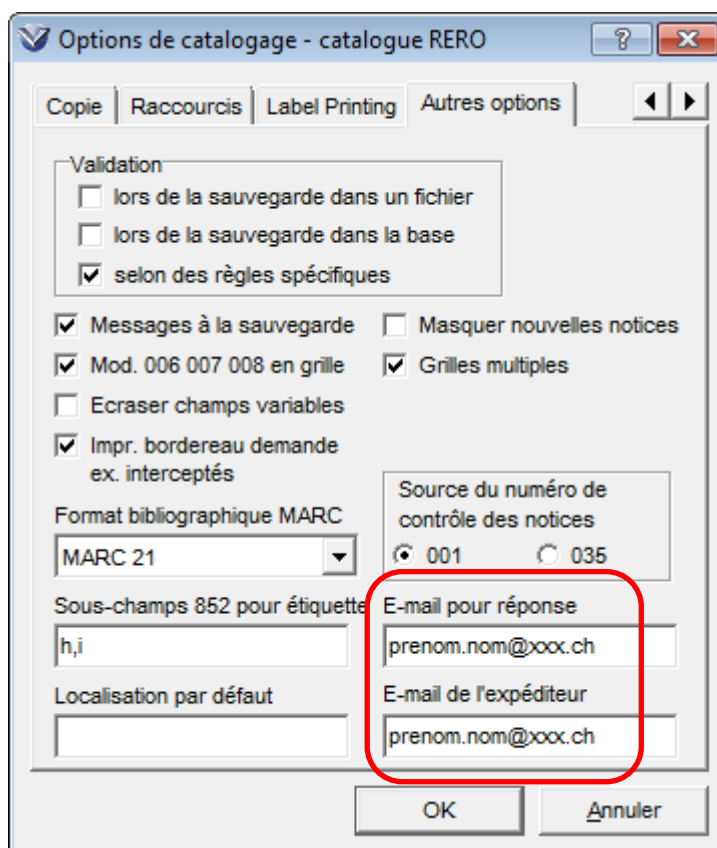 Options de catalogage - catalogue RERO
Copie Raccourcis Label Printing Autres options
Validation
lors de la sauvegarde dans un fichier
lors de la sauvegarde dans la base
selon des règles spécifiques
Messages à la sauvegarde
Masquer nouvelles notices
Mod. 006 007 008 en grille
Grilles multiples
Ecraser champs variables
Impr. bordereau demande
ex. interceptés
Source du numéro de
contrôle des notices
001 035
Format bibliographique MARC
MARC 21
Sous-champs 852 pour étiquette
h,i
E-mail pour réponse
prenom.nom@xxx.ch
Localisation par défaut
E-mail de l'expéditeur
prenom.nom@xxx.ch
OK Annuler